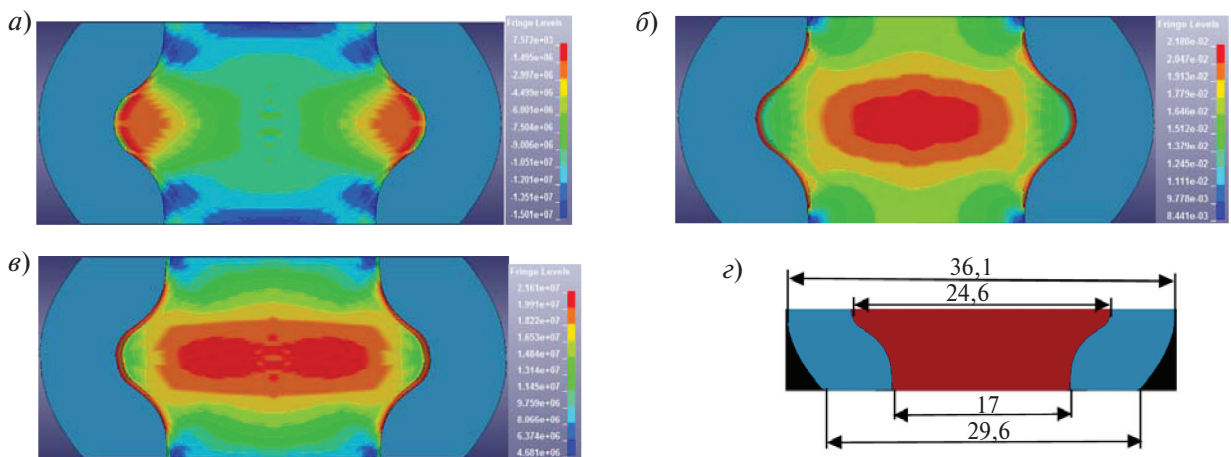 а)
Fringe Levels
7.572e+03
-1.495e+06
-2.997e+06
-4.499e+06
-6.001e+06
-7.504e+06
-9.006e+06
-1.051e+07
-1.201e+07
-1.351e+07
-1.501e+07
б)
Fringe Levels
2.180e-02
2.047e-02
1.913e-02
1.779e-02
1.646e-02
1.512e-02
1.379e-02
1.245e-02
1.111e-02
9.778e-03
8.441e-03
в)
Fringe Levels
2.161e+07
1.991e+07
1.822e+07
1.653e+07
1.484e+07
1.314e+07
1.145e+07
9.759e+06
8.066e+06
6.374e+06
4.681e+06
г)
36,1
24,6
17
29,6